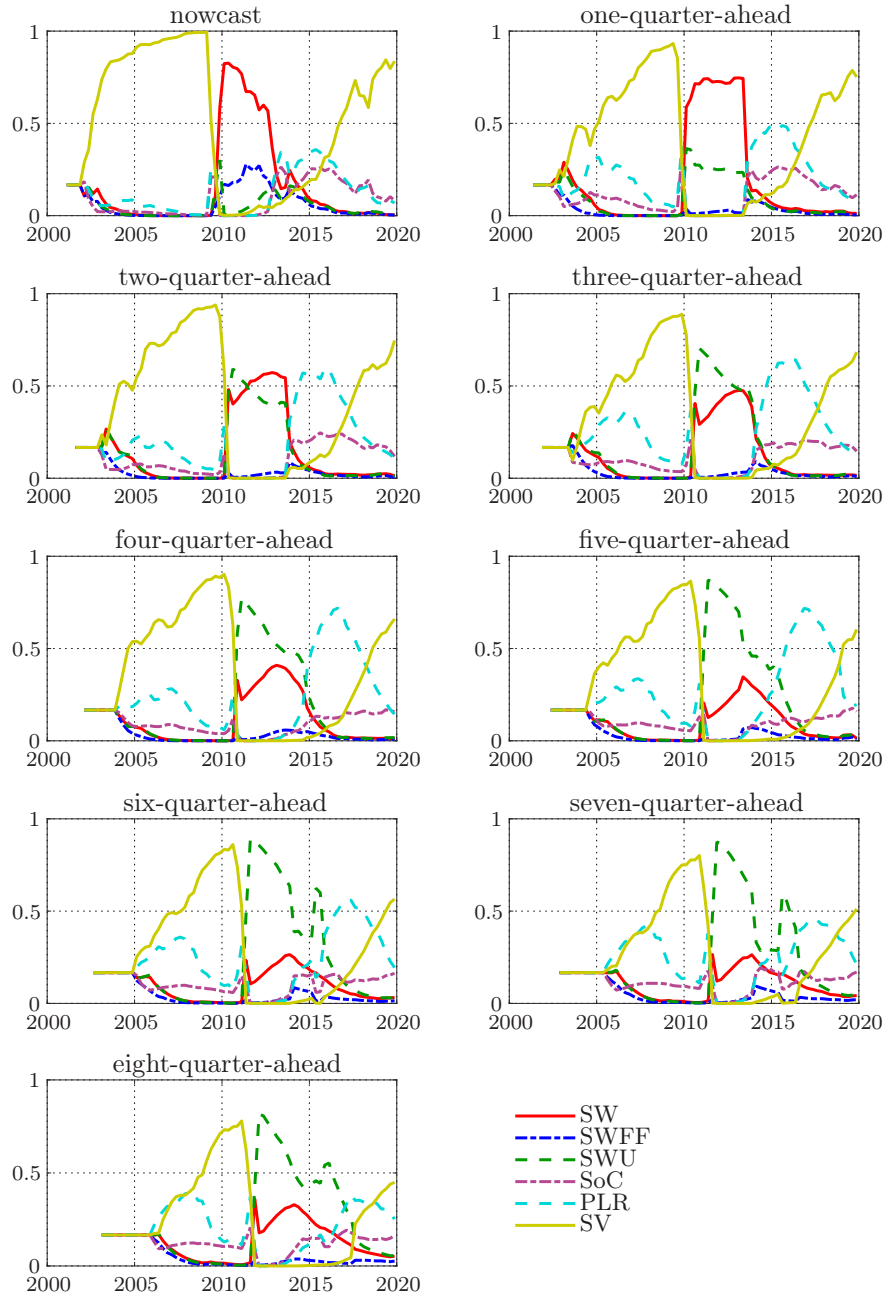 nowcast
1
0.5
0
2000 2005 2010 2015 2020
one-quarter-ahead
1
0.5
0
2000 2005 2010 2015 2020
two-quarter-ahead
1
0.5
0
2000 2005 2010 2015 2020
three-quarter-ahead
1
0.5
0
2000 2005 2010 2015 2020
four-quarter-ahead
1
0.5
0
2000 2005 2010 2015 2020
five-quarter-ahead
1
0.5
0
2000 2005 2010 2015 2020
six-quarter-ahead
1
0.5
0
2000 2005 2010 2015 2020
seven-quarter-ahead
1
0.5
0
2000 2005 2010 2015 2020
eight-quarter-ahead
1
0.5
0
2000 2005 2010 2015 2020
SW
SWFF
SWU
SoC
PLR
SV